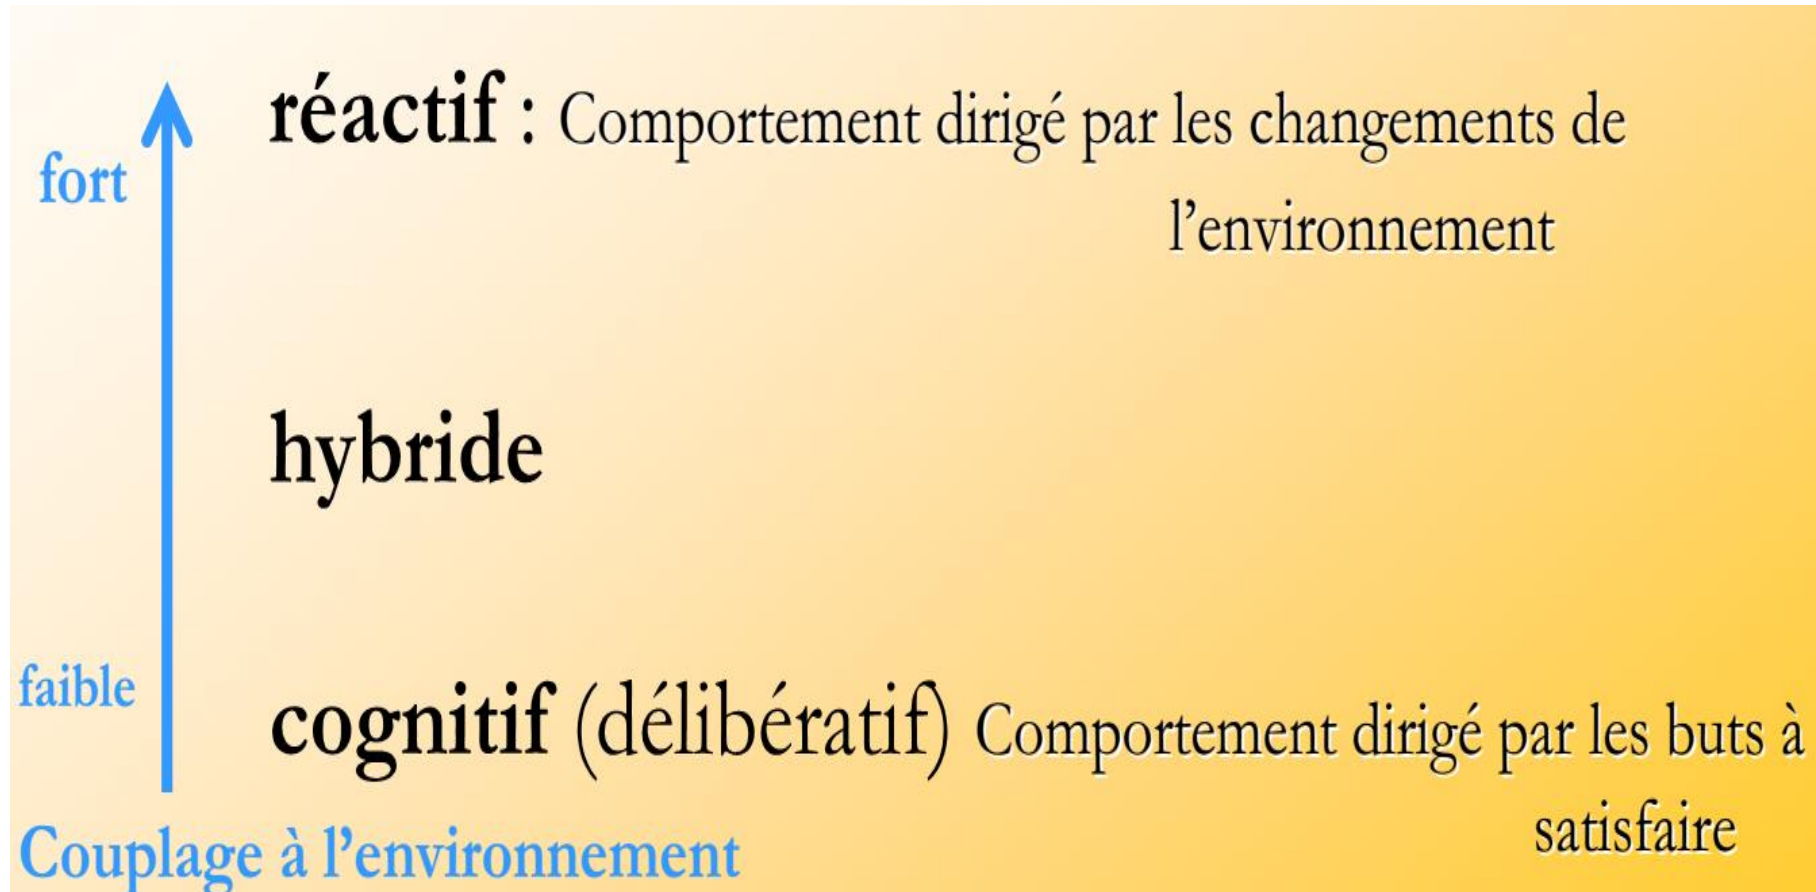 réactif : Comportement dirigé par les changements de
l’environnement
fort
hybride
faible
cognitif (délibératif) Comportement dirigé par les buts à
satisfaire
Couplage à l’environnement